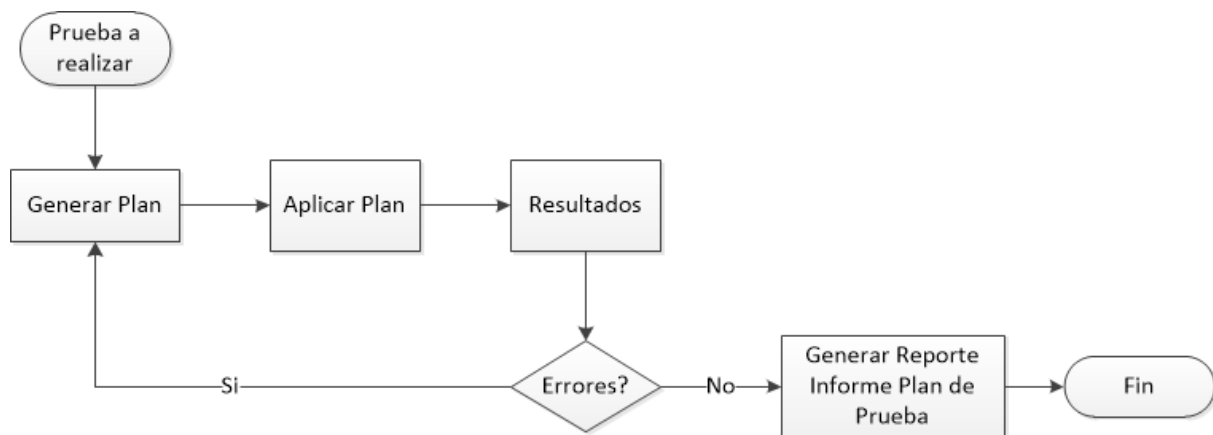 Prueba a
realizar
Generar Plan
Aplicar Plan
Resultados
Errores?
Si
No
Generar Reporte
Informe Plan de
Prueba
Fin